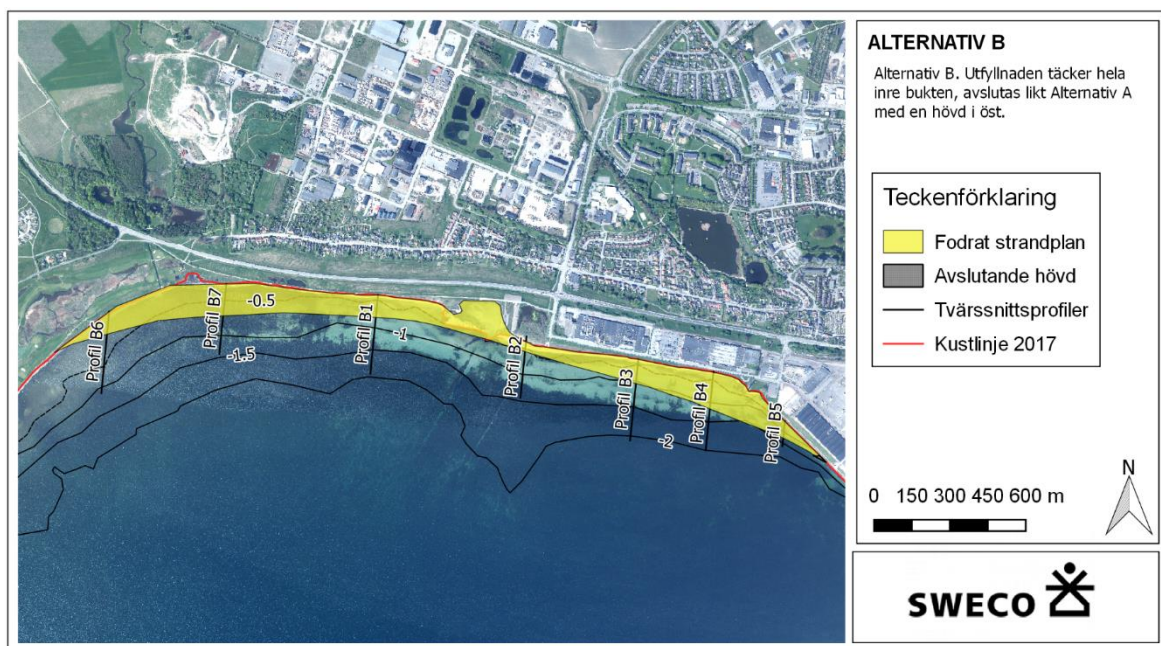 ALTERNATIV B
Alternativ B. Utfyllnaden täcker hela
inre bukten, avslutas likt Alternativ A
med en hövd i öst.
Teckenförklaring
Fodrat strandplan
Avslutande hövd
Tvärssnittsprofiler
Kustlinje 2017
N
0 150 300 450 600 m
SWECO
Profil B6
Profil B7
-0.5
Profil B1
-1
-1.5
Profil B2
Profil B3
-2
Profil B4
Profil B5